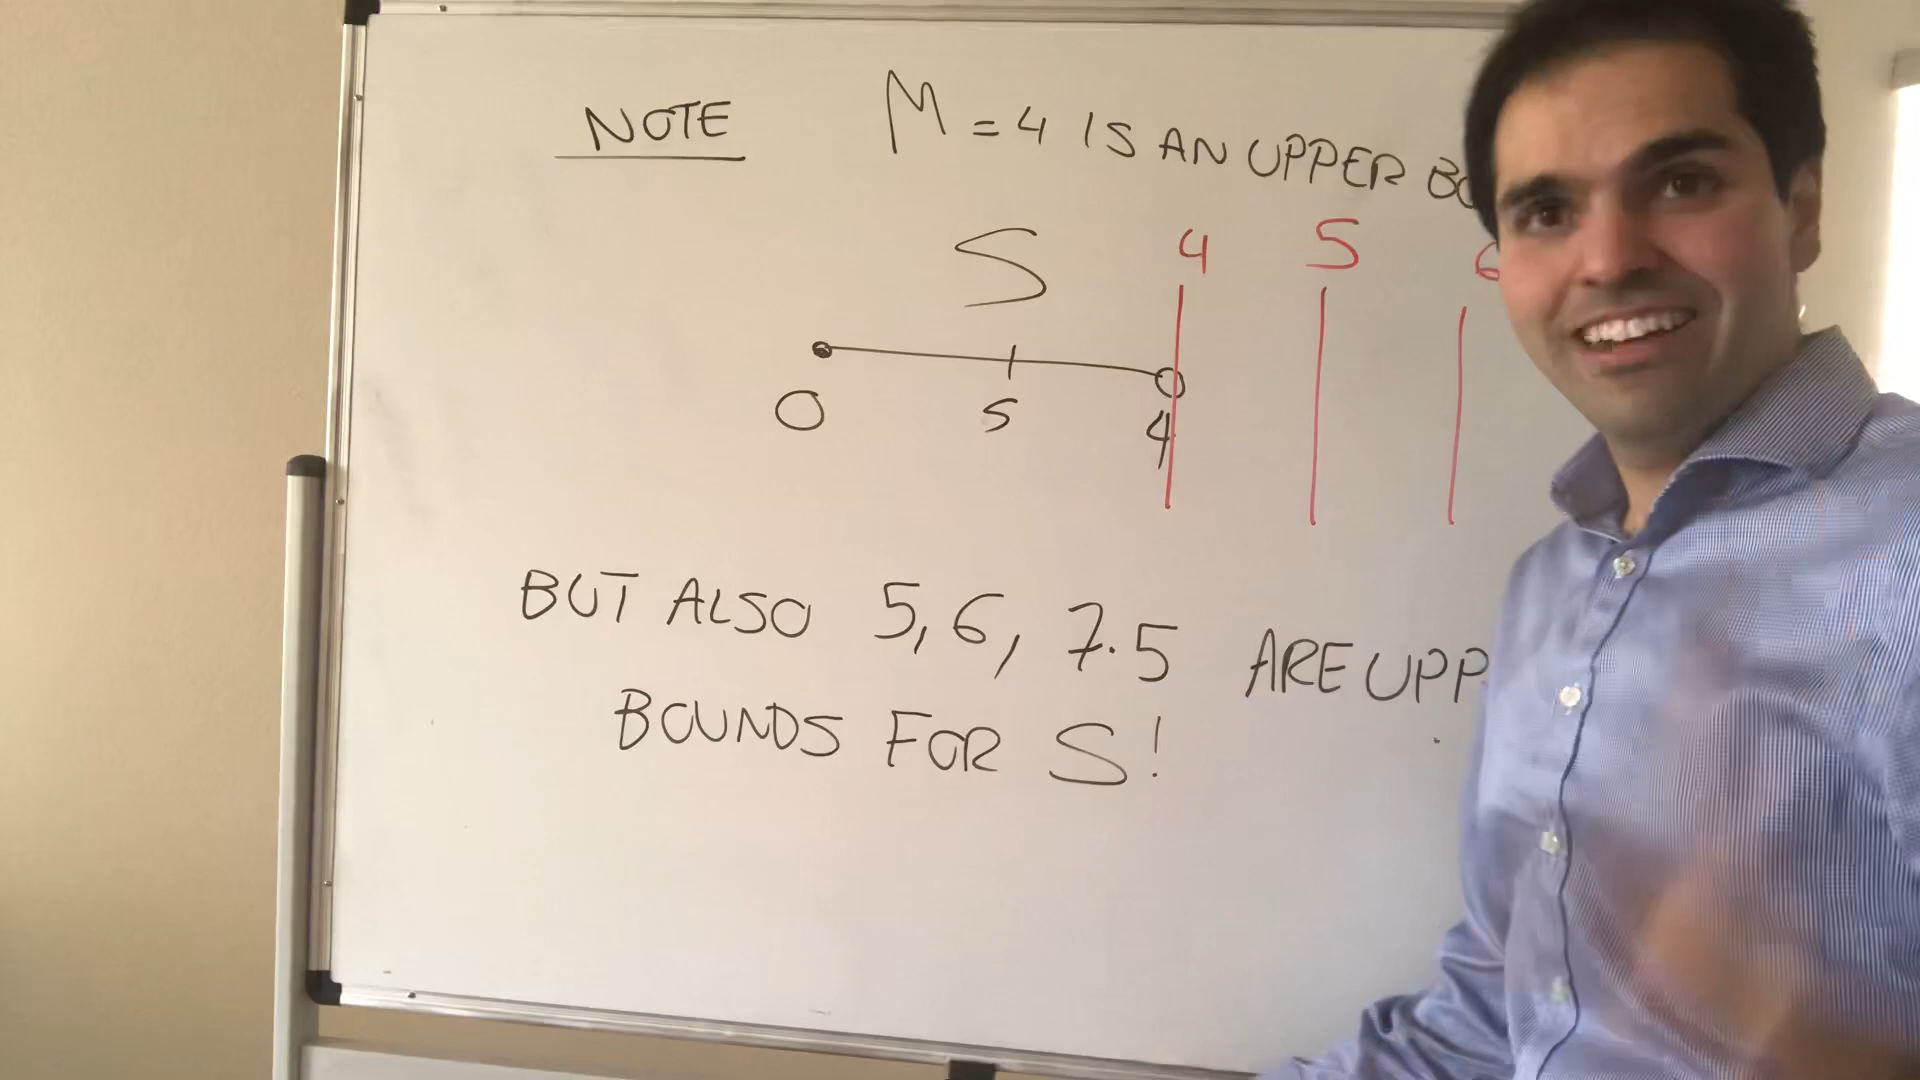 NOTE M = 4 IS AN UPPER
S 4 5 6
0 s 4
BUT ALSO 5, 6, 7.5 ARE UPP
BOUNDS FOR S!